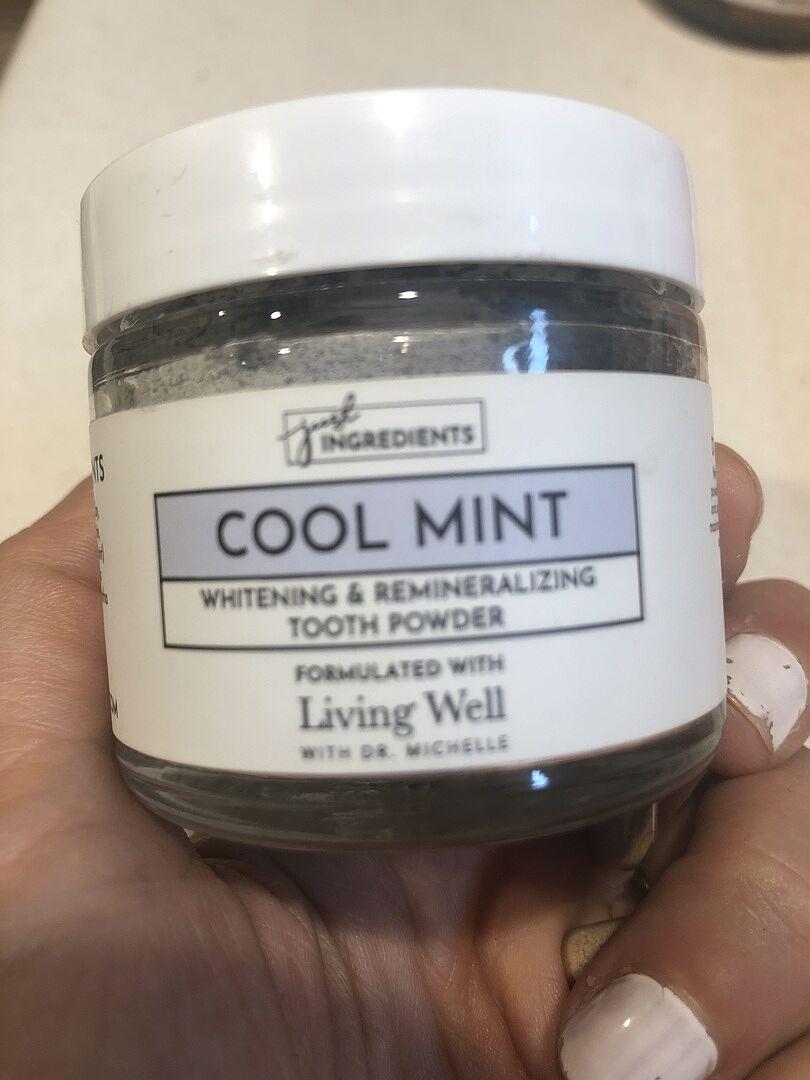 just
INGREDIENTS
COOL MINT
WHITENING & REMINERALIZING
TOOTH POWDER
FORMULATED WITH
Living Well
WITH DR. MICHELLE